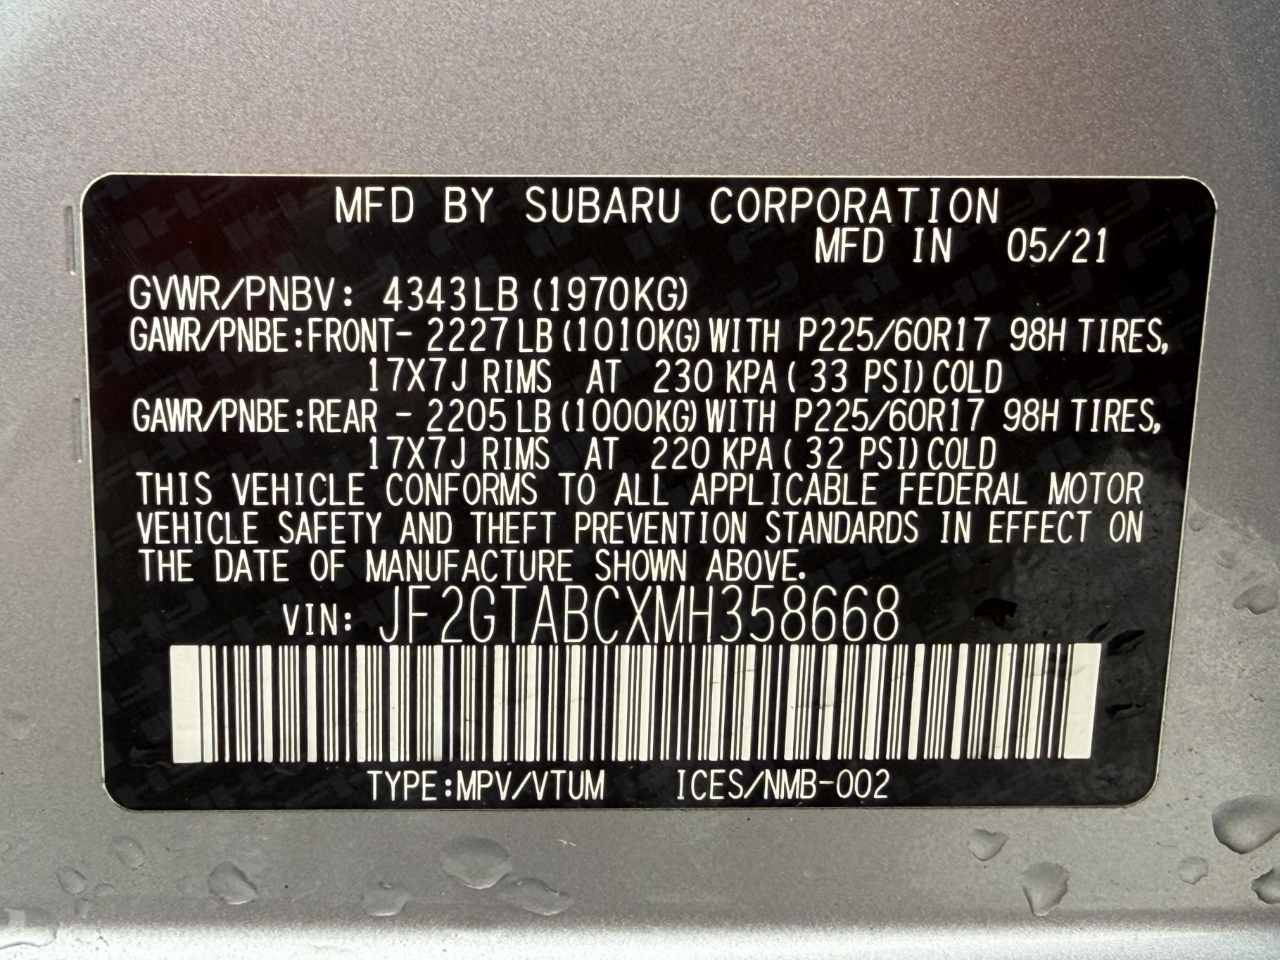 MFD BY SUBARU CORPORATION
MFD IN 05/21
GVWR/PNBV: 4343LB (1970KG)
GAWR/PNBE:FRONT- 2227LB (1010KG) WITH P225/60R17 98H TIRES,
17X7J RIMS AT 230 KPA ( 33 PSI) COLD
GAWR/PNBE:REAR - 2205LB (1000KG) WITH P225/60R17 98H TIRES,
17X7J RIMS AT 220 KPA ( 32 PSI) COLD
THIS VEHICLE CONFORMS TO ALL APPLICABLE FEDERAL MOTOR
VEHICLE SAFETY AND THEFT PREVENTION STANDARDS IN EFFECT ON
THE DATE OF MANUFACTURE SHOWN ABOVE.
VIN: JF2GTABCXMH358668
TYPE:MPV/VTUM ICES/NMB-002